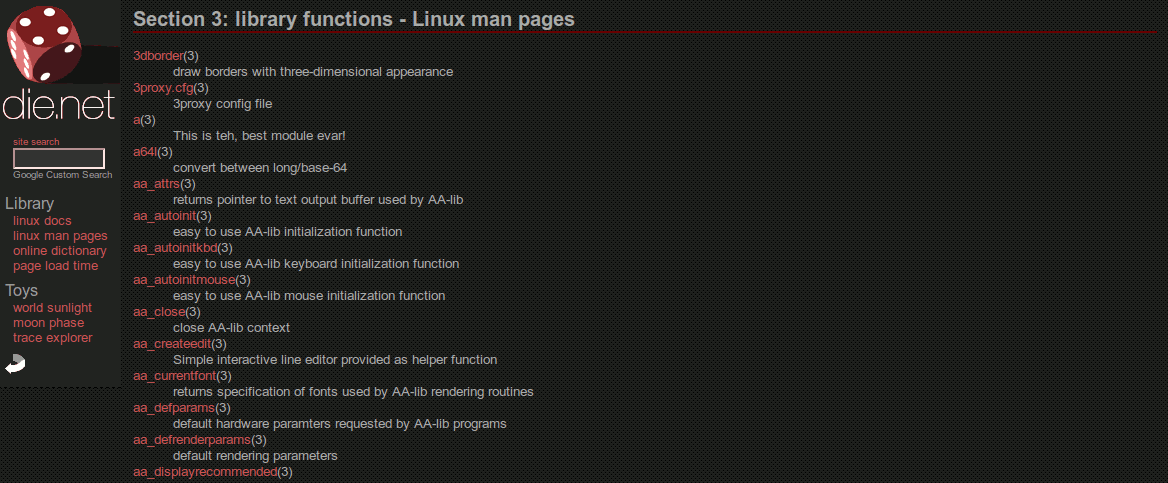 die.net
site search
Google Custom Search
Library
linux docs
linux man pages
online dictionary
page load time
Toys
world sunlight
moon phase
trace explorer
Section 3: library functions - Linux man pages
3dborder(3)
draw borders with three-dimensional appearance
3proxy.cfg(3)
3proxy config file
a(3)
This is teh, best module evar!
a64l(3)
convert between long/base-64
aa_attrs(3)
returns pointer to text output buffer used by AA-lib
aa_autoinit(3)
easy to use AA-lib initialization function
aa_autoinitkbd(3)
easy to use AA-lib keyboard initialization function
aa_autoinitmouse(3)
easy to use AA-lib mouse initialization function
aa_close(3)
close AA-lib context
aa_createedit(3)
Simple interactive line editor provided as helper function
aa_currentfont(3)
returns specification of fonts used by AA-lib rendering routines
aa_defparams(3)
default hardware paramters requested by AA-lib programs
aa_defrenderparams(3)
default rendering parameters
aa_displayrecommended(3)